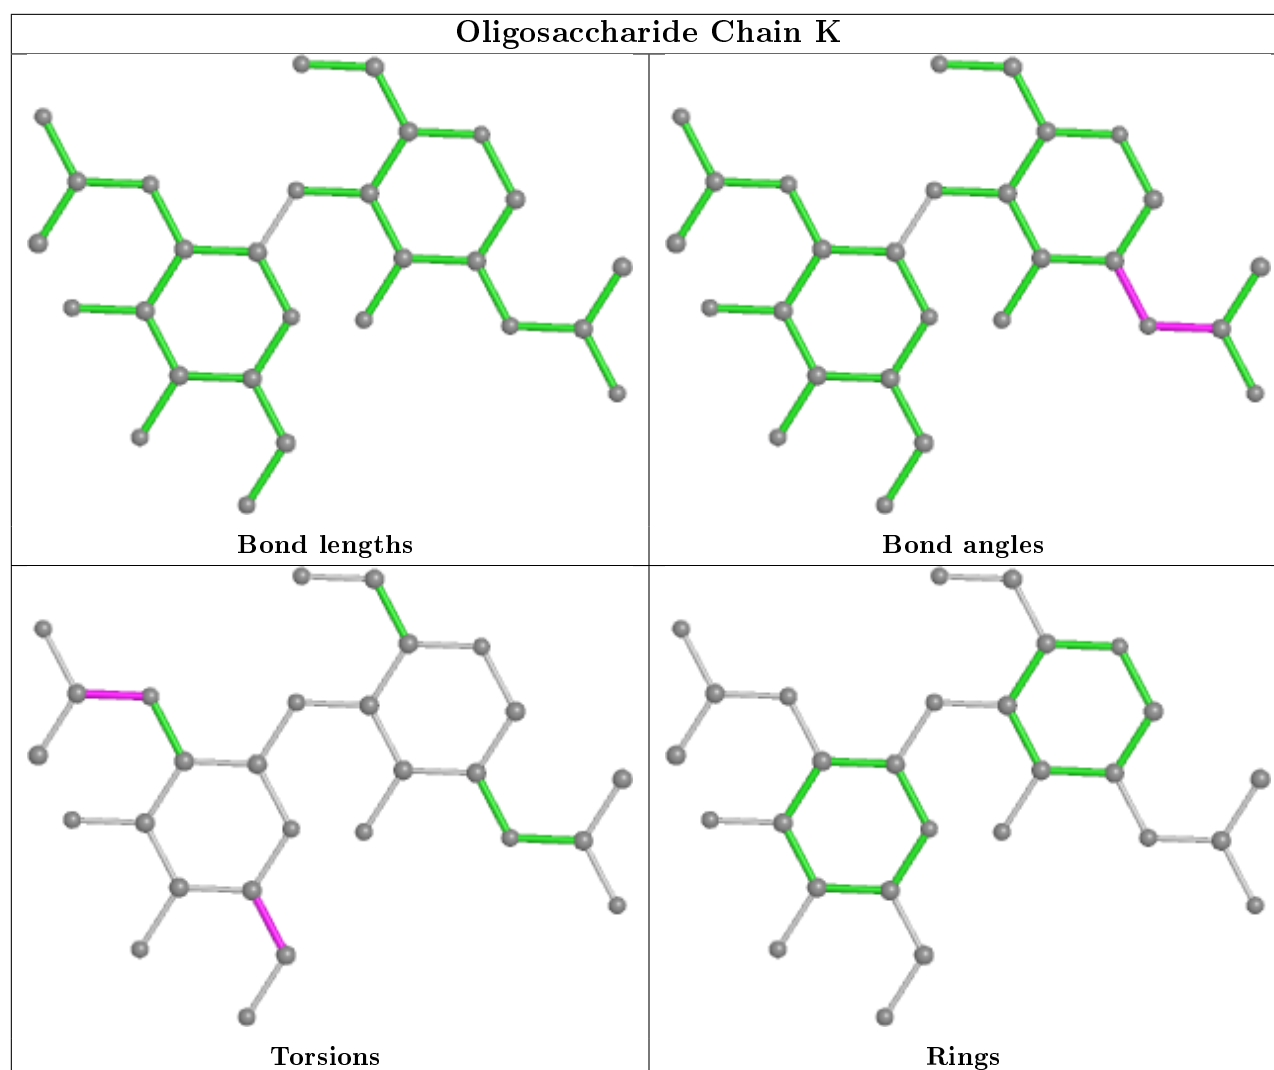 Oligosaccharide Chain K
Bond lengths
Bond angles
Torsions
Rings